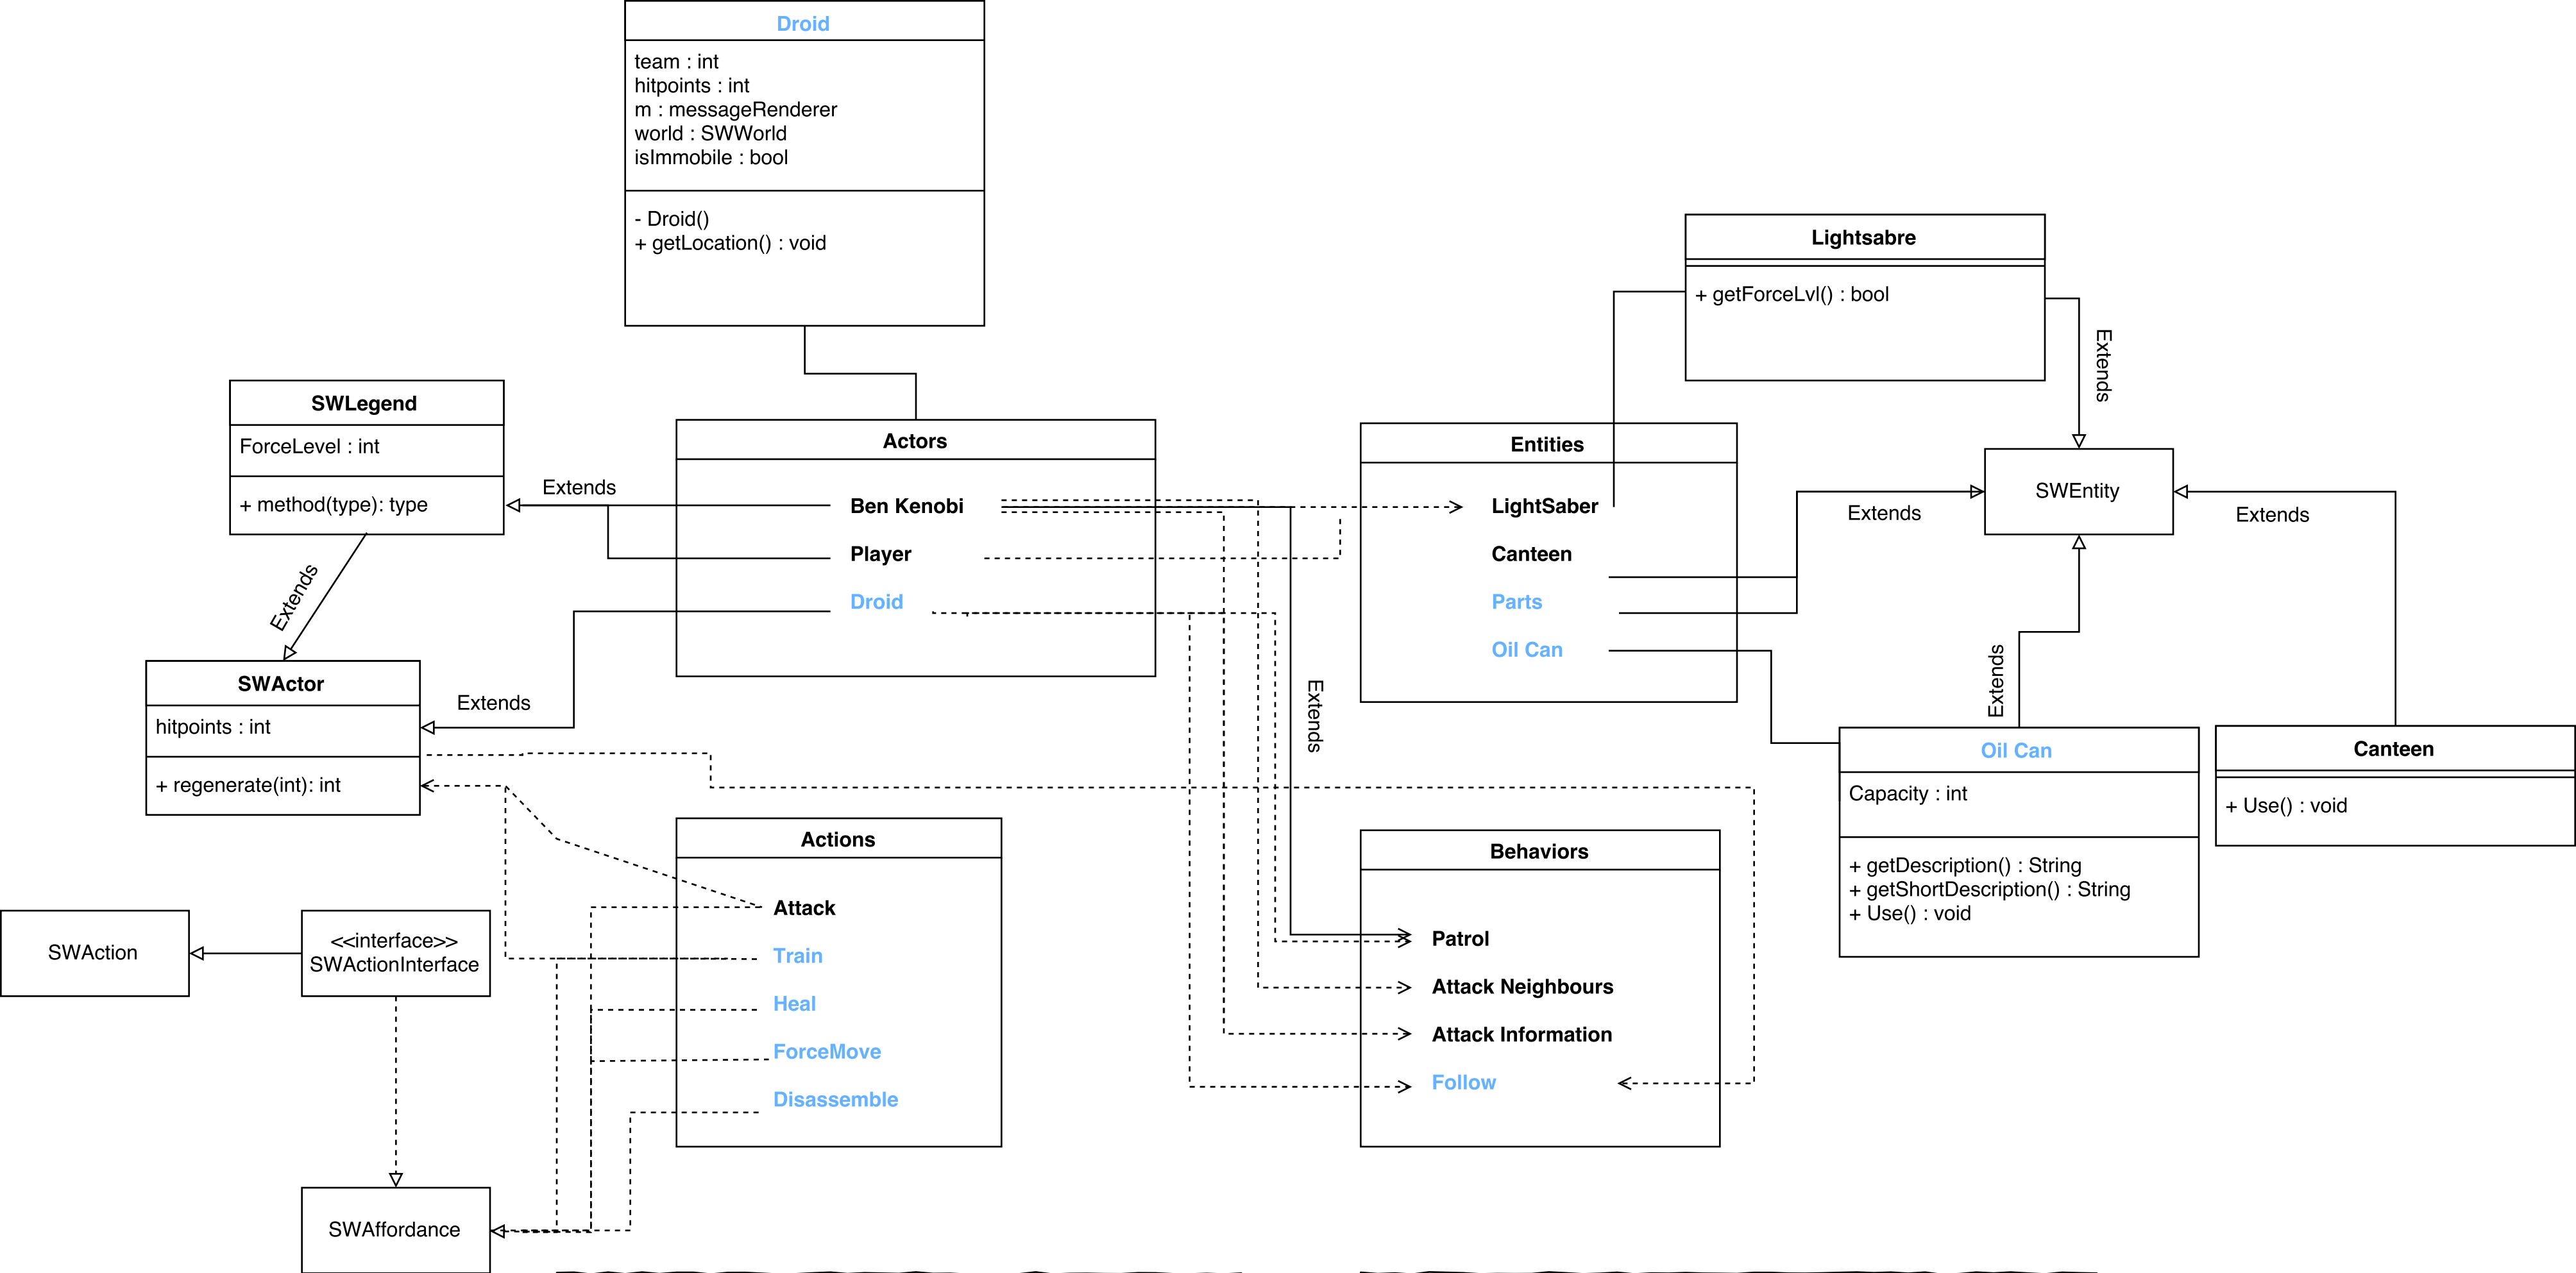 Droid
team : int
hitpoints : int
m : messageRenderer
world : SWWorld
isImmobile : bool
- Droid()
+ getLocation() : void
Lightsabre
+ getForceLvl() : bool
Extends
SWLegend
ForceLevel : int
+ method(type): type
Extends
Extends
Actors
Ben Kenobi
Player
Droid
Entities
LightSaber
Canteen
Parts
Oil Can
SWEntity
Extends
Extends
Extends
SWActor
hitpoints : int
+ regenerate(int): int
Extends
Extends
Oil Can
Capacity : int
+ getDescription() : String
+ getShortDescription() : String
+ Use() : void
Canteen
+ Use() : void
Actions
Attack
Train
Heal
ForceMove
Disassemble
Behaviors
Patrol
Attack Neighbours
Attack Information
Follow
SWAction
<<interface>>
SWActionInterface
SWAffordance